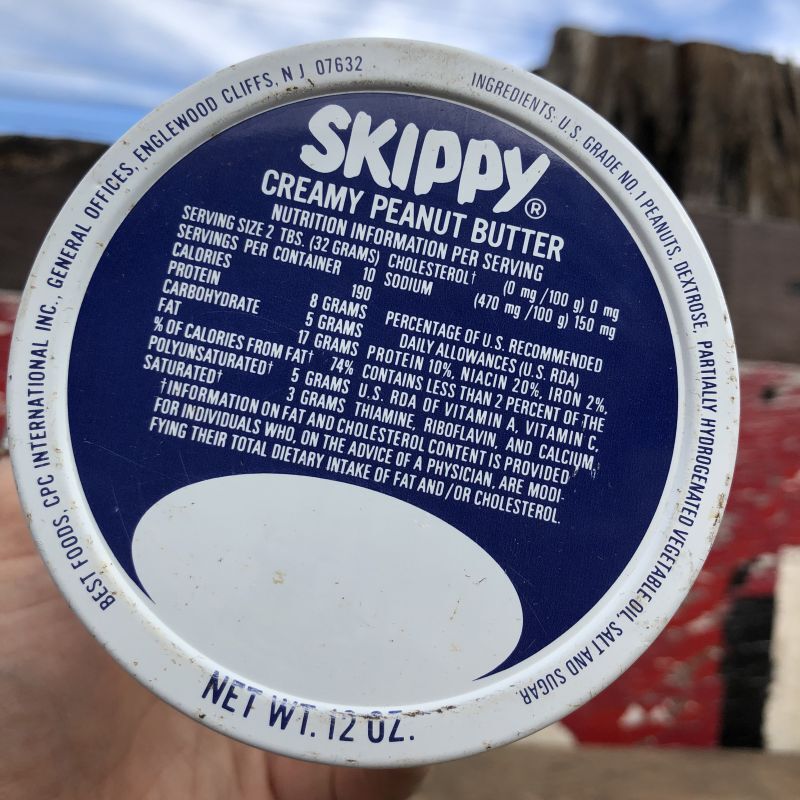 BEST FOODS, CPC INTERNATIONAL INC., GENERAL OFFICES, ENGLEWOOD CLIFFS, N J 07632
INGREDIENTS: U.S. GRADE NO. 1 PEANUTS, DEXTROSE, PARTIALLY HYDROGENATED VEGETABLE OIL, SALT AND SUGAR
SKIPPY®
CREAMY PEANUT BUTTER
NUTRITION INFORMATION PER SERVING
SERVING SIZE 2 TBS. (32 GRAMS)
SERVINGS PER CONTAINER 10
CALORIES 190
PROTEIN 8 GRAMS
CARBOHYDRATE 5 GRAMS
FAT 17 GRAMS
% OF CALORIES FROM FAT† 74%
POLYUNSATURATED† 5 GRAMS
SATURATED† 3 GRAMS
CHOLESTEROL† (0 mg /100 g) 0 mg
SODIUM (470 mg /100 g) 150 mg
PERCENTAGE OF U.S. RECOMMENDED
DAILY ALLOWANCES (U.S. RDA)
PROTEIN 10%, NIACIN 20%, IRON 2%.
CONTAINS LESS THAN 2 PERCENT OF THE
U.S. RDA OF VITAMIN A, VITAMIN C,
THIAMINE, RIBOFLAVIN, AND CALCIUM.
†INFORMATION ON FAT AND CHOLESTEROL CONTENT IS PROVIDED
FOR INDIVIDUALS WHO, ON THE ADVICE OF A PHYSICIAN, ARE MODI-
FYING THEIR TOTAL DIETARY INTAKE OF FAT AND/OR CHOLESTEROL.
NET WT. 12 OZ.